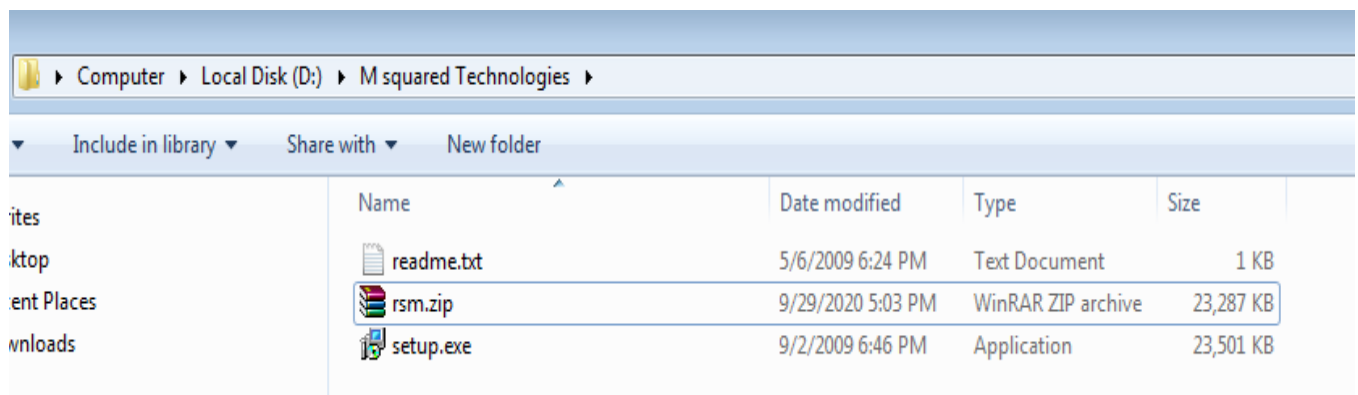 Computer ▸ Local Disk (D:) ▸ M squared Technologies ▸
Include in library ▾ Share with ▾ New folder
Name Date modified Type Size
readme.txt 5/6/2009 6:24 PM Text Document 1 KB
rsm.zip 9/29/2020 5:03 PM WinRAR ZIP archive 23,287 KB
setup.exe 9/2/2009 6:46 PM Application 23,501 KB
rites
sktop
cent Places
wnloads